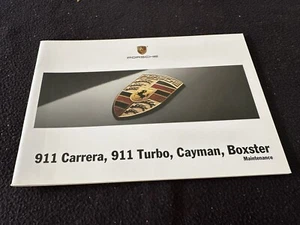 PORSCHE
911 Carrera, 911 Turbo, Cayman, Boxster
Maintenance